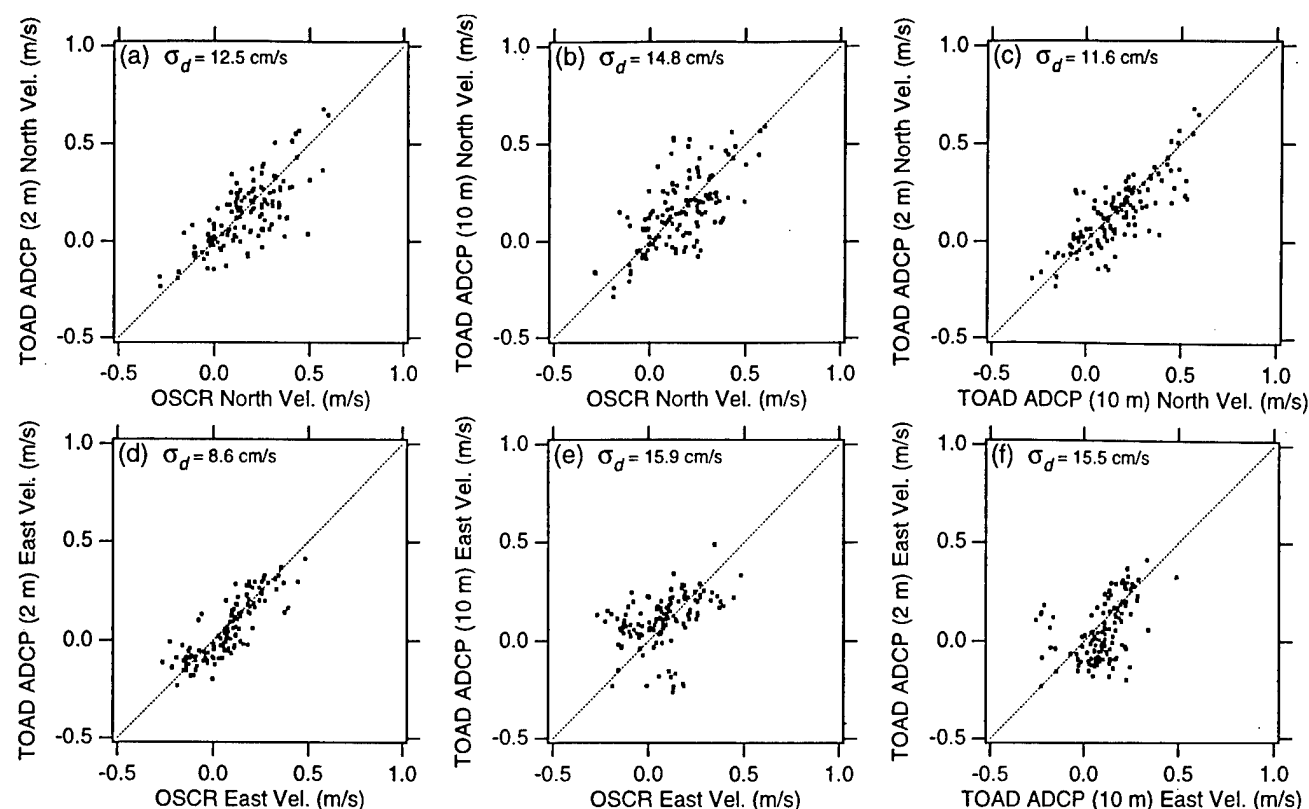 TOAD ADCP (2 m) North Vel. (m/s)
(a) σd = 12.5 cm/s
1.0
0.5
0.0
-0.5
-0.5 0.0 0.5 1.0
OSCR North Vel. (m/s)
TOAD ADCP (10 m) North Vel. (m/s)
(b) σd = 14.8 cm/s
1.0
0.5
0.0
-0.5
-0.5 0.0 0.5 1.0
OSCR North Vel. (m/s)
TOAD ADCP (2 m) North Vel. (m/s)
(c) σd = 11.6 cm/s
1.0
0.5
0.0
-0.5
-0.5 0.0 0.5 1.0
TOAD ADCP (10 m) North Vel. (m/s)
TOAD ADCP (2 m) East Vel. (m/s)
(d) σd = 8.6 cm/s
1.0
0.5
0.0
-0.5
-0.5 0.0 0.5 1.0
OSCR East Vel. (m/s)
TOAD ADCP (10 m) East Vel. (m/s)
(e) σd = 15.9 cm/s
1.0
0.5
0.0
-0.5
-0.5 0.0 0.5 1.0
OSCR East Vel. (m/s)
TOAD ADCP (2 m) East Vel. (m/s)
(f) σd = 15.5 cm/s
1.0
0.5
0.0
-0.5
-0.5 0.0 0.5 1.0
TOAD ADCP (10 m) East Vel. (m/s)